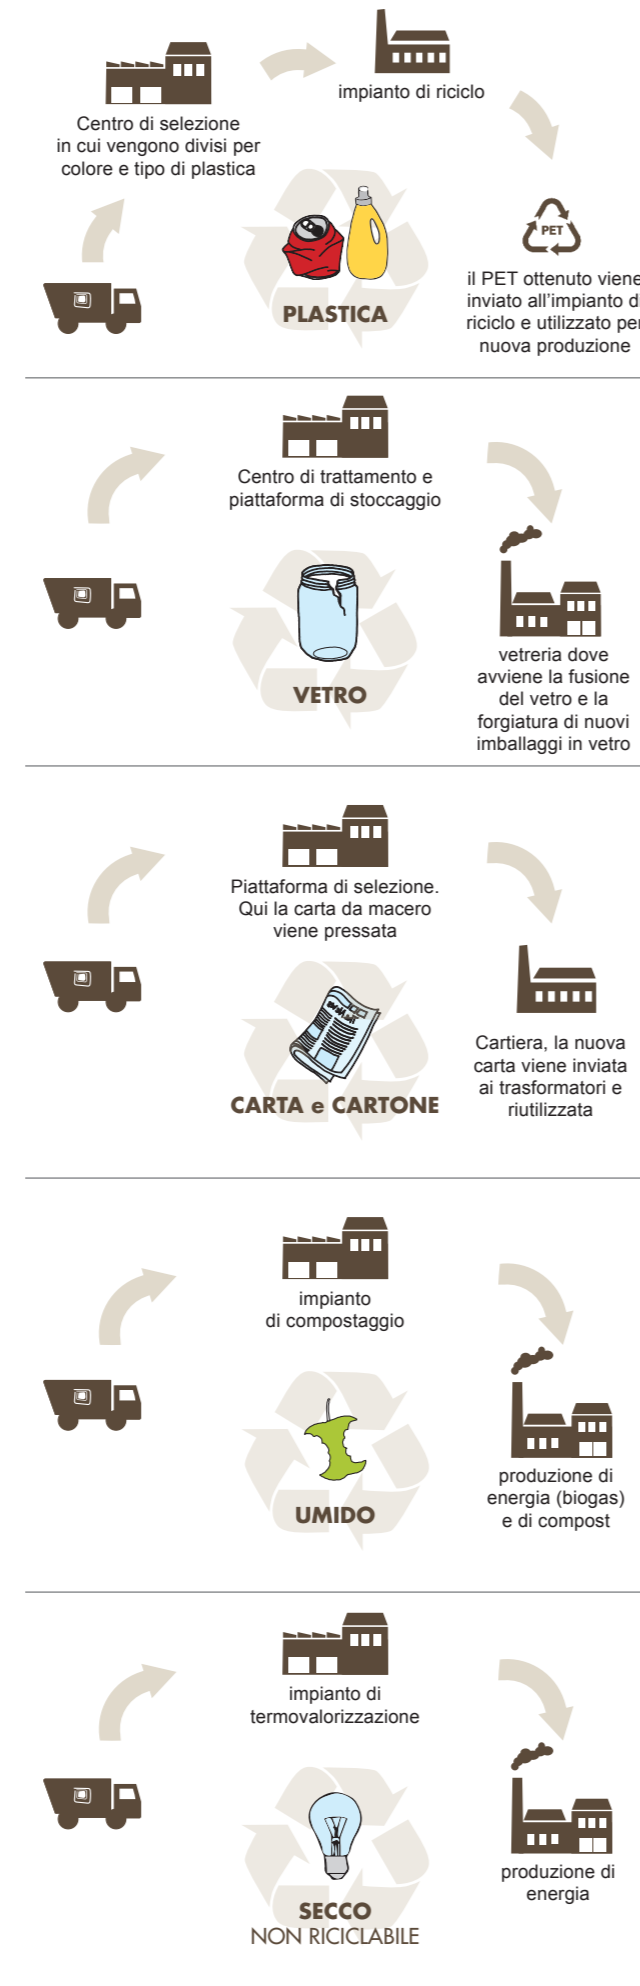 Centro di selezione
in cui vengono divisi per
colore e tipo di plastica
impianto di riciclo
PET
il PET ottenuto viene
inviato all'impianto di
riciclo e utilizzato per
nuova produzione
PLASTICA
Centro di trattamento e
piattaforma di stoccaggio
VETRO
vetreria dove
avviene la fusione
del vetro e la
forgiatura di nuovi
imballaggi in vetro
Piattaforma di selezione.
Qui la carta da macero
viene pressata
CARTA e CARTONE
Cartiera, la nuova
carta viene inviata
ai trasformatori e
riutilizzata
impianto
di compostaggio
UMIDO
produzione di
energia (biogas)
e di compost
impianto di
termovalorizzazione
SECCO
NON RICICLABILE
produzione di
energia